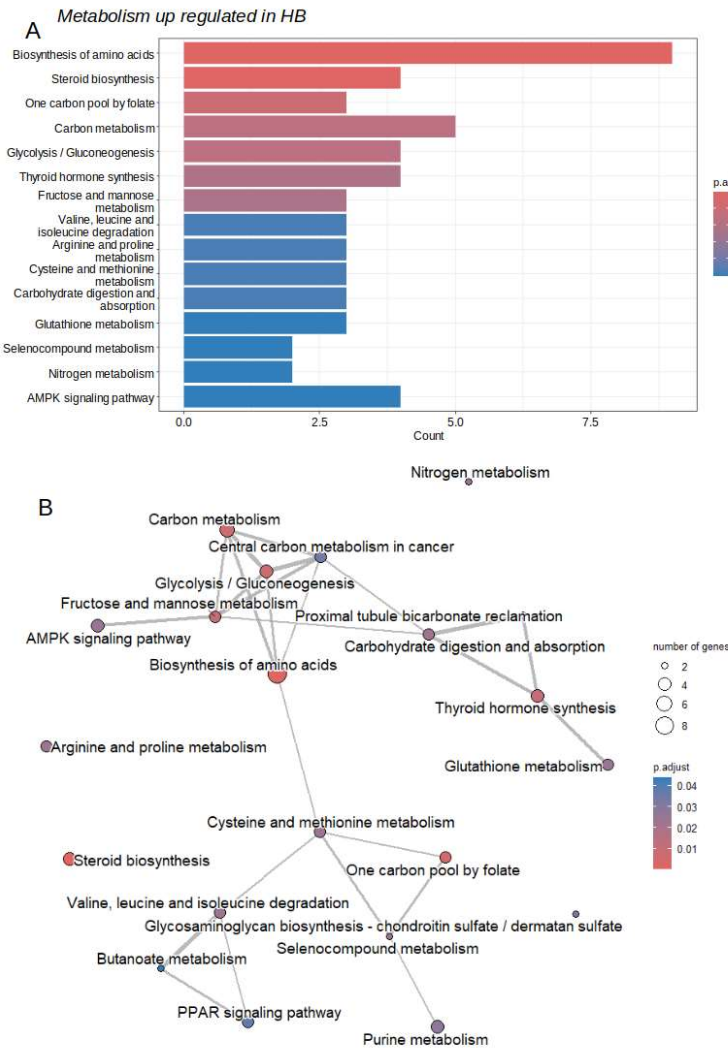 Metabolism up regulated in HB
A
Biosynthesis of amino acids
Steroid biosynthesis
One carbon pool by folate
Carbon metabolism
Glycolysis / Gluconeogenesis
Thyroid hormone synthesis
Fructose and mannose
metabolism
Valine, leucine and
isoleucine degradation
Arginine and proline
metabolism
Cysteine and methionine
metabolism
Carbohydrate digestion and
absorption
Glutathione metabolism
Selenocompound metabolism
Nitrogen metabolism
AMPK signaling pathway
0.0 2.5 5.0 7.5
Count
p.a
Nitrogen metabolism
B
Carbon metabolism
Central carbon metabolism in cancer
Glycolysis / Gluconeogenesis
Fructose and mannose metabolism
Proximal tubule bicarbonate reclamation
AMPK signaling pathway
Carbohydrate digestion and absorption
Biosynthesis of amino acids
Thyroid hormone synthesis
Arginine and proline metabolism
Glutathione metabolism
Cysteine and methionine metabolism
Steroid biosynthesis
One carbon pool by folate
Valine, leucine and isoleucine degradation
Glycosaminoglycan biosynthesis - chondroitin sulfate / dermatan sulfate
Selenocompound metabolism
Butanoate metabolism
PPAR signaling pathway
Purine metabolism
number of genes
2
4
6
8
p.adjust
0.04
0.03
0.02
0.01